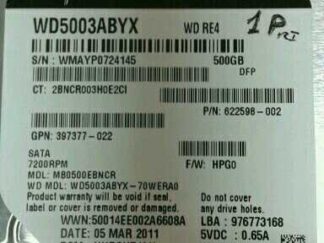 WD5003ABYX WD RE4 1P
S/N: WMAYP0724145 500GB
DFP
CT: 2BNCR003H0E2CI
P/N: 622598-002
GPN: 397377-022
SATA
7200RPM F/W: HPG0
MDL: MB0500EBNCR
WD MDL: WD5003ABYX-70WERA0
Product warranty is void if any seal, label or cover is removed or damaged. Do not cover any drive holes.
WWN:50014EE002A6608A LBA : 976773168
DATE: 05 MAR 2011 5VDC: 0.65A